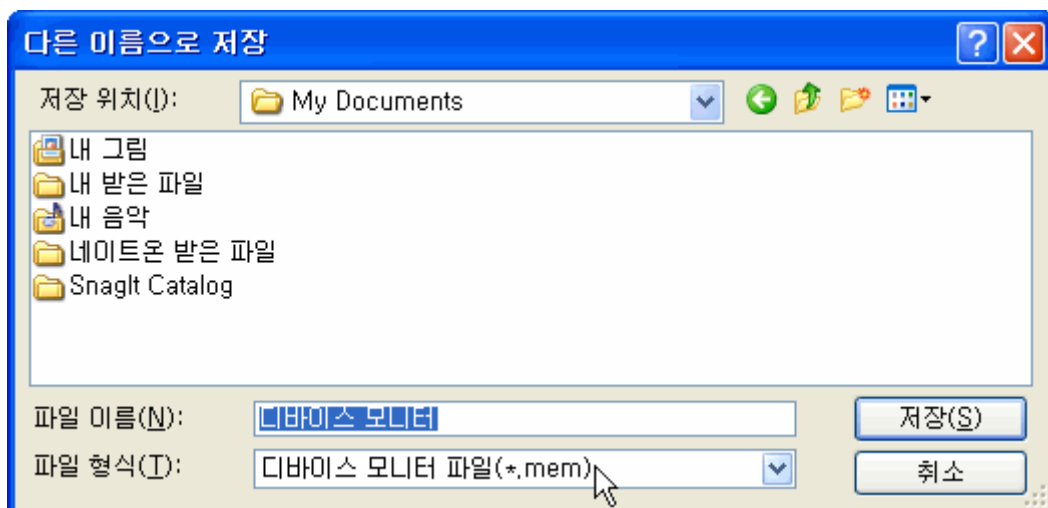 다른 이름으로 저장
저장 위치(I): My Documents
내 그림
내 받은 파일
내 음악
네이트온 받은 파일
SnagIt Catalog
파일 이름(N): 디바이스 모니터 저장(S)
파일 형식(T): 디바이스 모니터 파일(*.mem) 취소